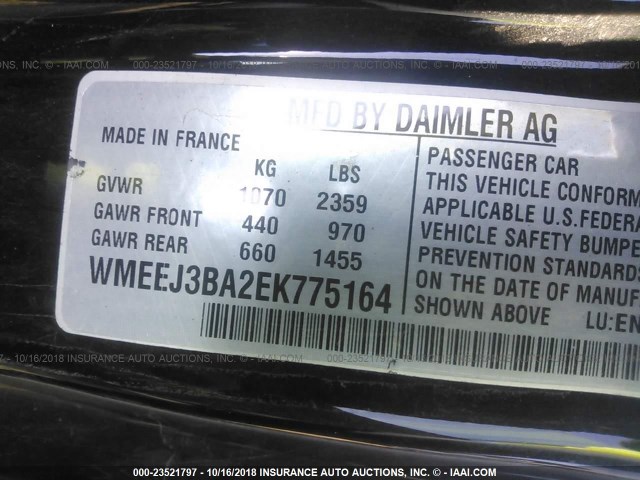 MFD BY DAIMLER AG
MADE IN FRANCE
KG LBS
GVWR 1070 2359
GAWR FRONT 440 970
GAWR REAR 660 1455
WMEEJ3BA2EK775164
PASSENGER CAR
THIS VEHICLE CONFORM
APPLICABLE U.S.FEDERA
VEHICLE SAFETY BUMPE
PREVENTION STANDARDS
ON THE DATE OF MANUF
SHOWN ABOVE LU:EN
000-23521797 - 10/16/2018 INSURANCE AUTO AUCTIONS, INC. © - IAAI.COM